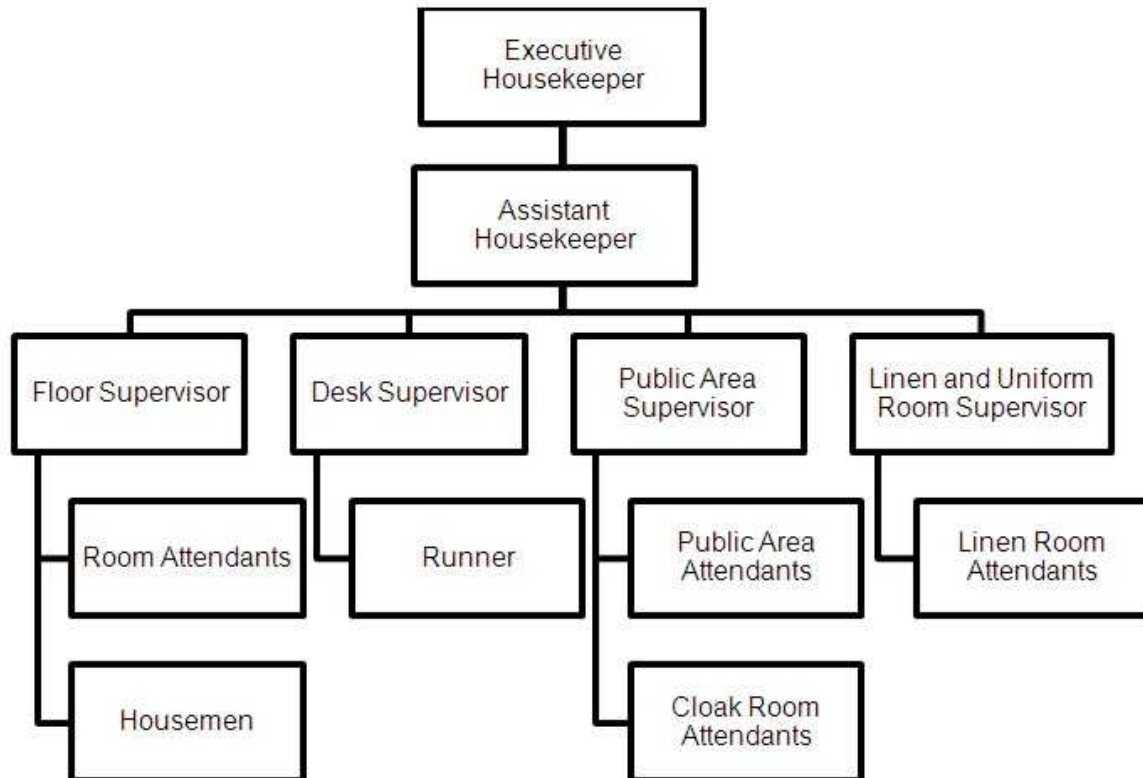 Executive
Housekeeper
Assistant
Housekeeper
Floor Supervisor
Desk Supervisor
Public Area
Supervisor
Linen and Uniform
Room Supervisor
Room Attendants
Runner
Public Area
Attendants
Linen Room
Attendants
Housemen
Cloak Room
Attendants